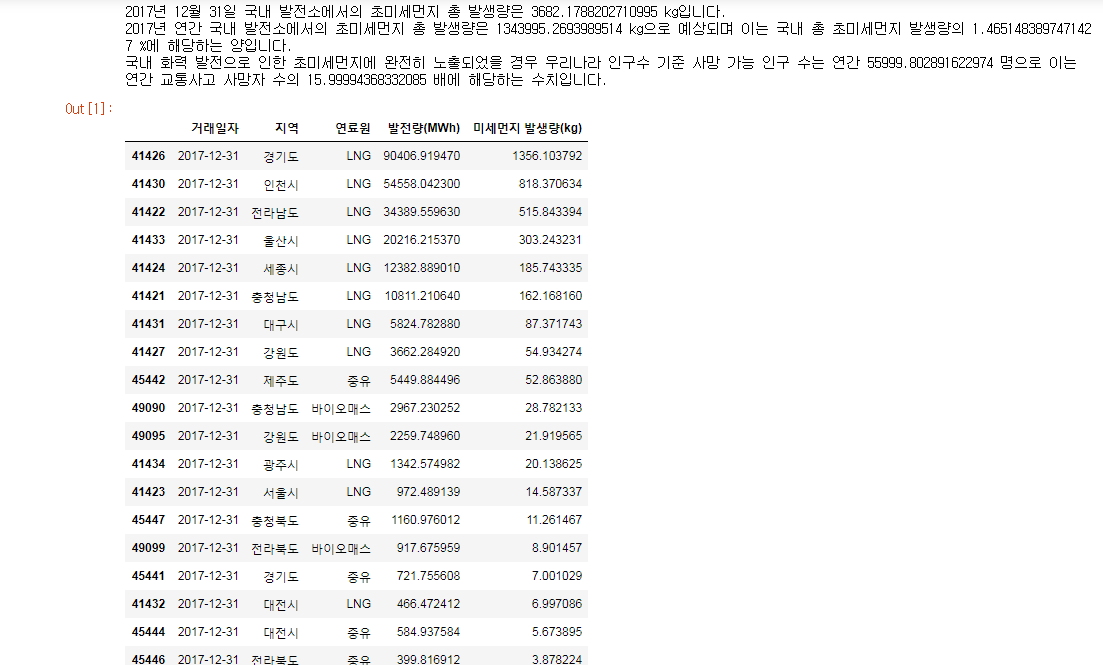 2017년 12월 31일 국내 발전소에서의 초미세먼지 총 발생량은 3682.1788202710995 kg입니다.
2017년 연간 국내 발전소에서의 초미세먼지 총 발생량은 1343995.2693989514 kg으로 예상되며 이는 국내 총 초미세먼지 발생량의 1.465148389747142
7 %에 해당하는 양입니다.
국내 화력 발전으로 인한 초미세먼지에 완전히 노출되었을 경우 우리나라 인구수 기준 사망 가능 인구 수는 연간 55999.802891622974 명으로 이는
연간 교통사고 사망자 수의 15.99994368332085 배에 해당하는 수치입니다.
Out[1]:
거래일자 지역 연료원 발전량(MWh) 미세먼지 발생량(kg)
41426 2017-12-31 경기도 LNG 90406.919470 1356.103792
41430 2017-12-31 인천시 LNG 54558.042300 818.370634
41422 2017-12-31 전라남도 LNG 34389.559630 515.843394
41433 2017-12-31 울산시 LNG 20216.215370 303.243231
41424 2017-12-31 세종시 LNG 12382.889010 185.743335
41421 2017-12-31 충청남도 LNG 10811.210640 162.168160
41431 2017-12-31 대구시 LNG 5824.782880 87.371743
41427 2017-12-31 강원도 LNG 3662.284920 54.934274
45442 2017-12-31 제주도 중유 5449.884496 52.863880
49090 2017-12-31 충청남도 바이오매스 2967.230252 28.782133
49095 2017-12-31 강원도 바이오매스 2259.748960 21.919565
41434 2017-12-31 광주시 LNG 1342.574982 20.138625
41423 2017-12-31 서울시 LNG 972.489139 14.587337
45447 2017-12-31 충청북도 중유 1160.976012 11.261467
49099 2017-12-31 전라북도 바이오매스 917.675959 8.901457
45441 2017-12-31 경기도 중유 721.755608 7.001029
41432 2017-12-31 대전시 LNG 466.472412 6.997086
45444 2017-12-31 대전시 중유 584.937584 5.673895
45446 2017-12-31 전라북도 중유 399.816912 3.878224